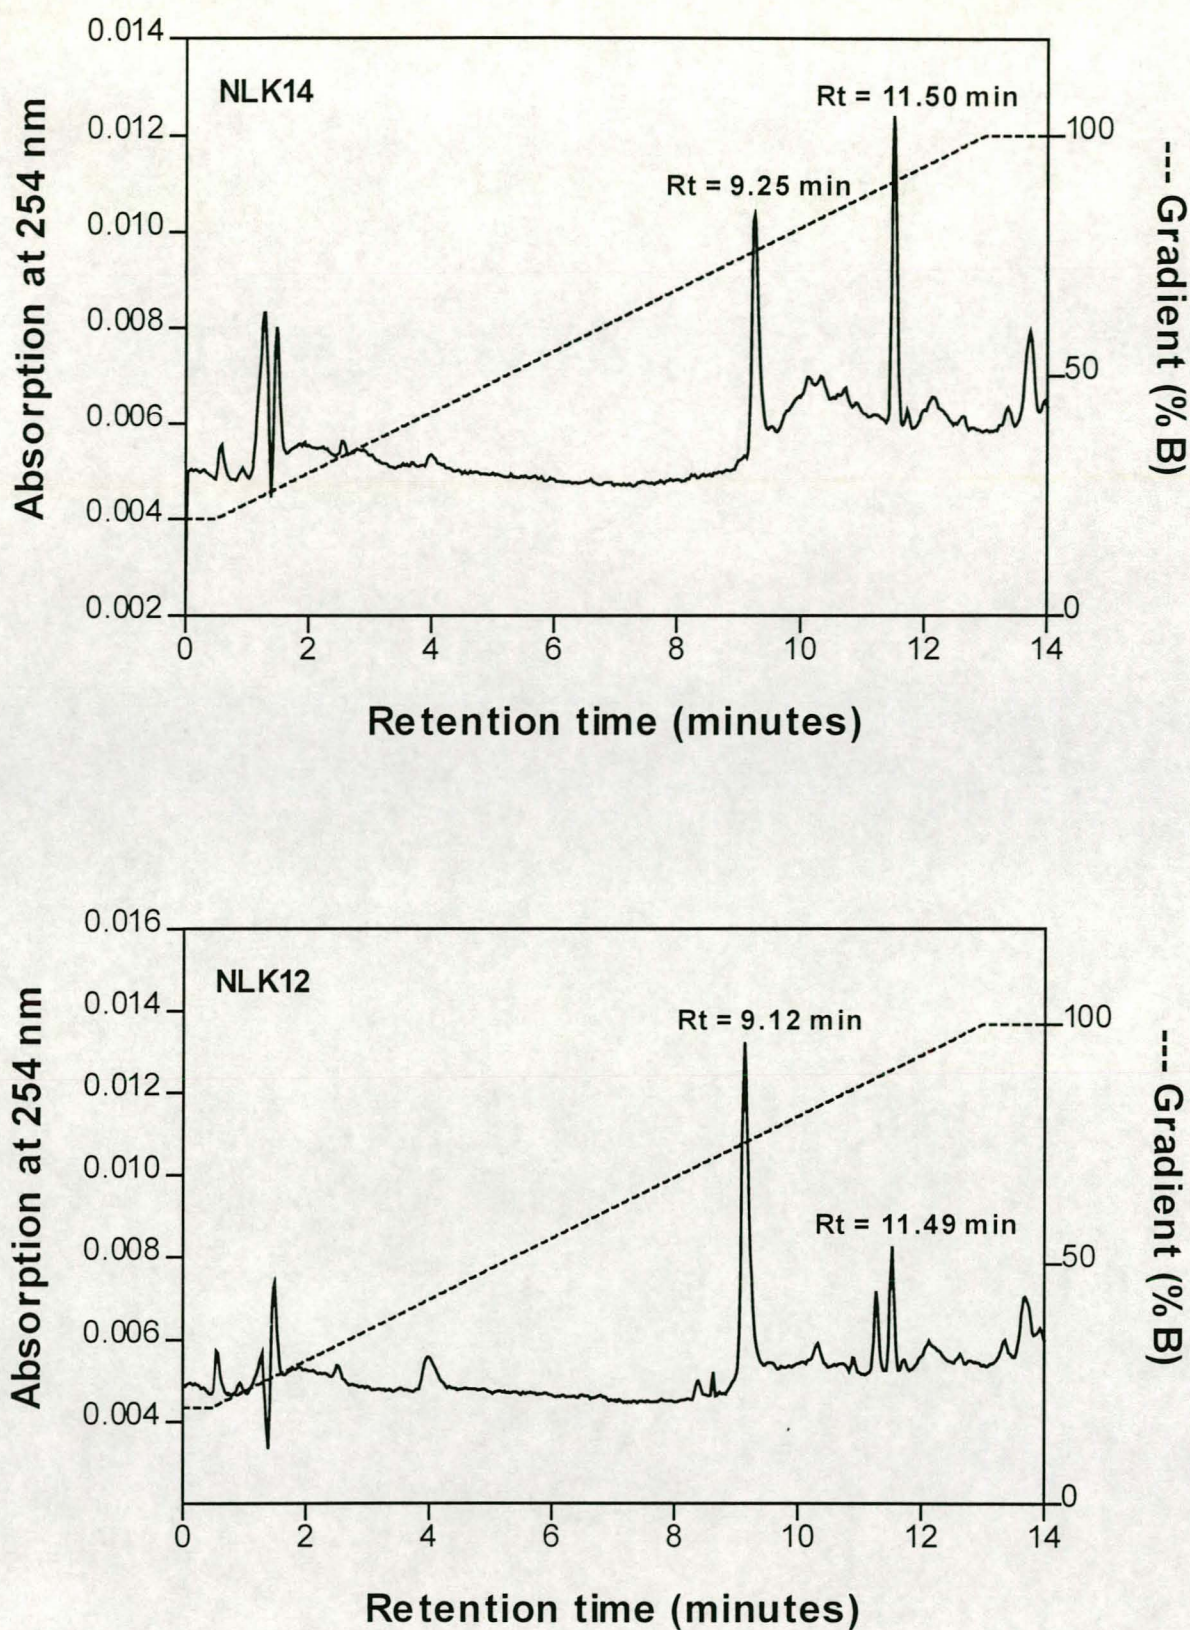 0.014
NLK14
Rt = 11.50 min
0.012
100
Rt = 9.25 min
0.010
0.008
50
0.006
0.004
0.002
0
0 2 4 6 8 10 12 14
Absorption at 254 nm
--- Gradient (% B)
Retention time (minutes)
0.016
NLK12
0.014
Rt = 9.12 min
100
0.012
0.010
Rt = 11.49 min
0.008
50
0.006
0.004
0
0 2 4 6 8 10 12 14
Absorption at 254 nm
--- Gradient (% B)
Retention time (minutes)